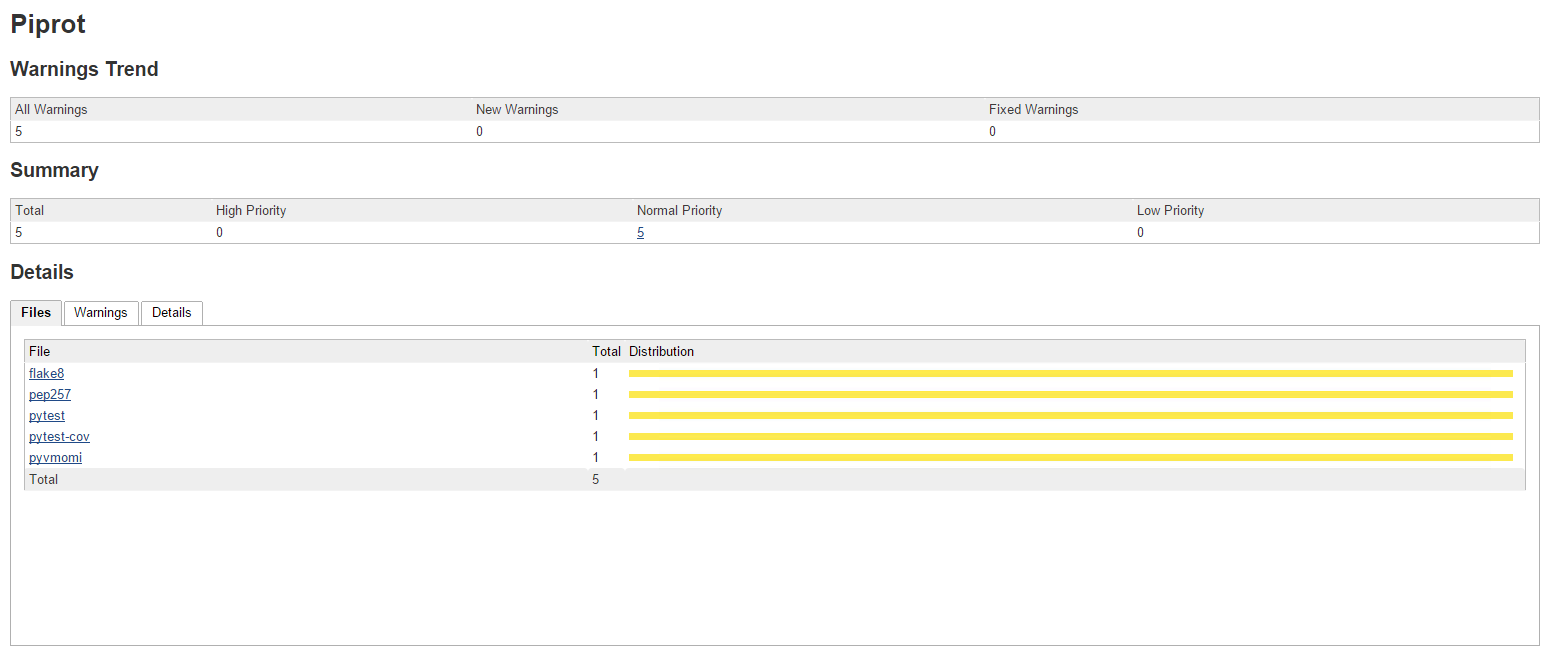 Piprot
Warnings Trend
All Warnings New Warnings Fixed Warnings
5 0 0
Summary
Total High Priority Normal Priority Low Priority
5 0 5 0
Details
Files Warnings Details
File Total Distribution
flake8 1
pep257 1
pytest 1
pytest-cov 1
pyvmomi 1
Total 5